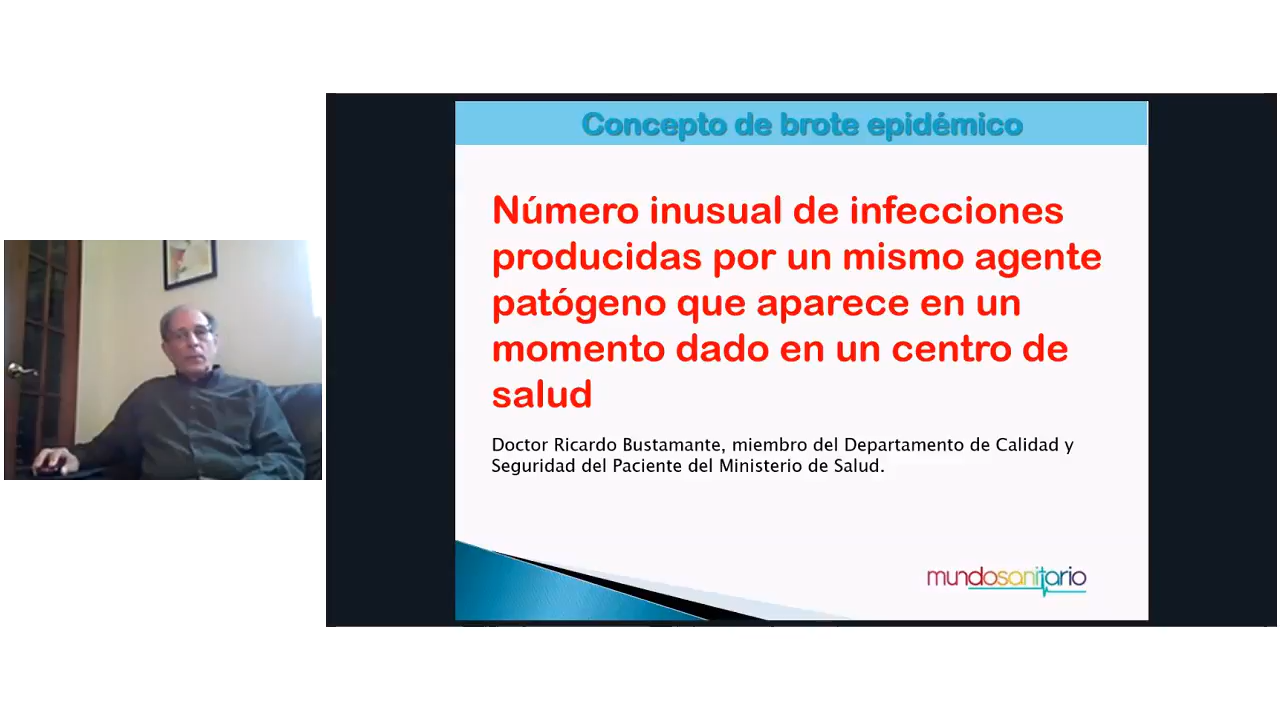 Concepto de brote epidémico
Número inusual de infecciones
producidas por un mismo agente
patógeno que aparece en un
momento dado en un centro de
salud
Doctor Ricardo Bustamante, miembro del Departamento de Calidad y
Seguridad del Paciente del Ministerio de Salud.
mundosanitario